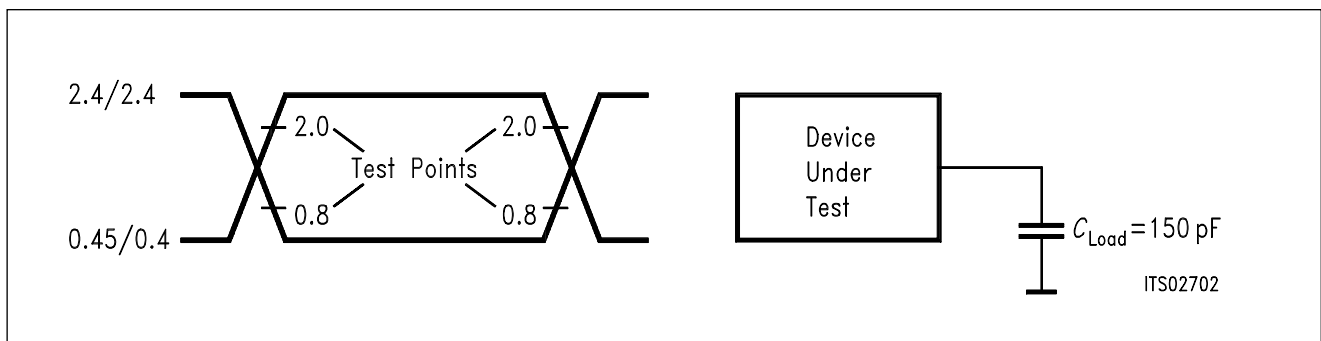 2.4/2.4
2.0
2.0
Test Points
0.8
0.8
0.45/0.4
Device
Under
Test
C Load = 150 pF
ITS02702